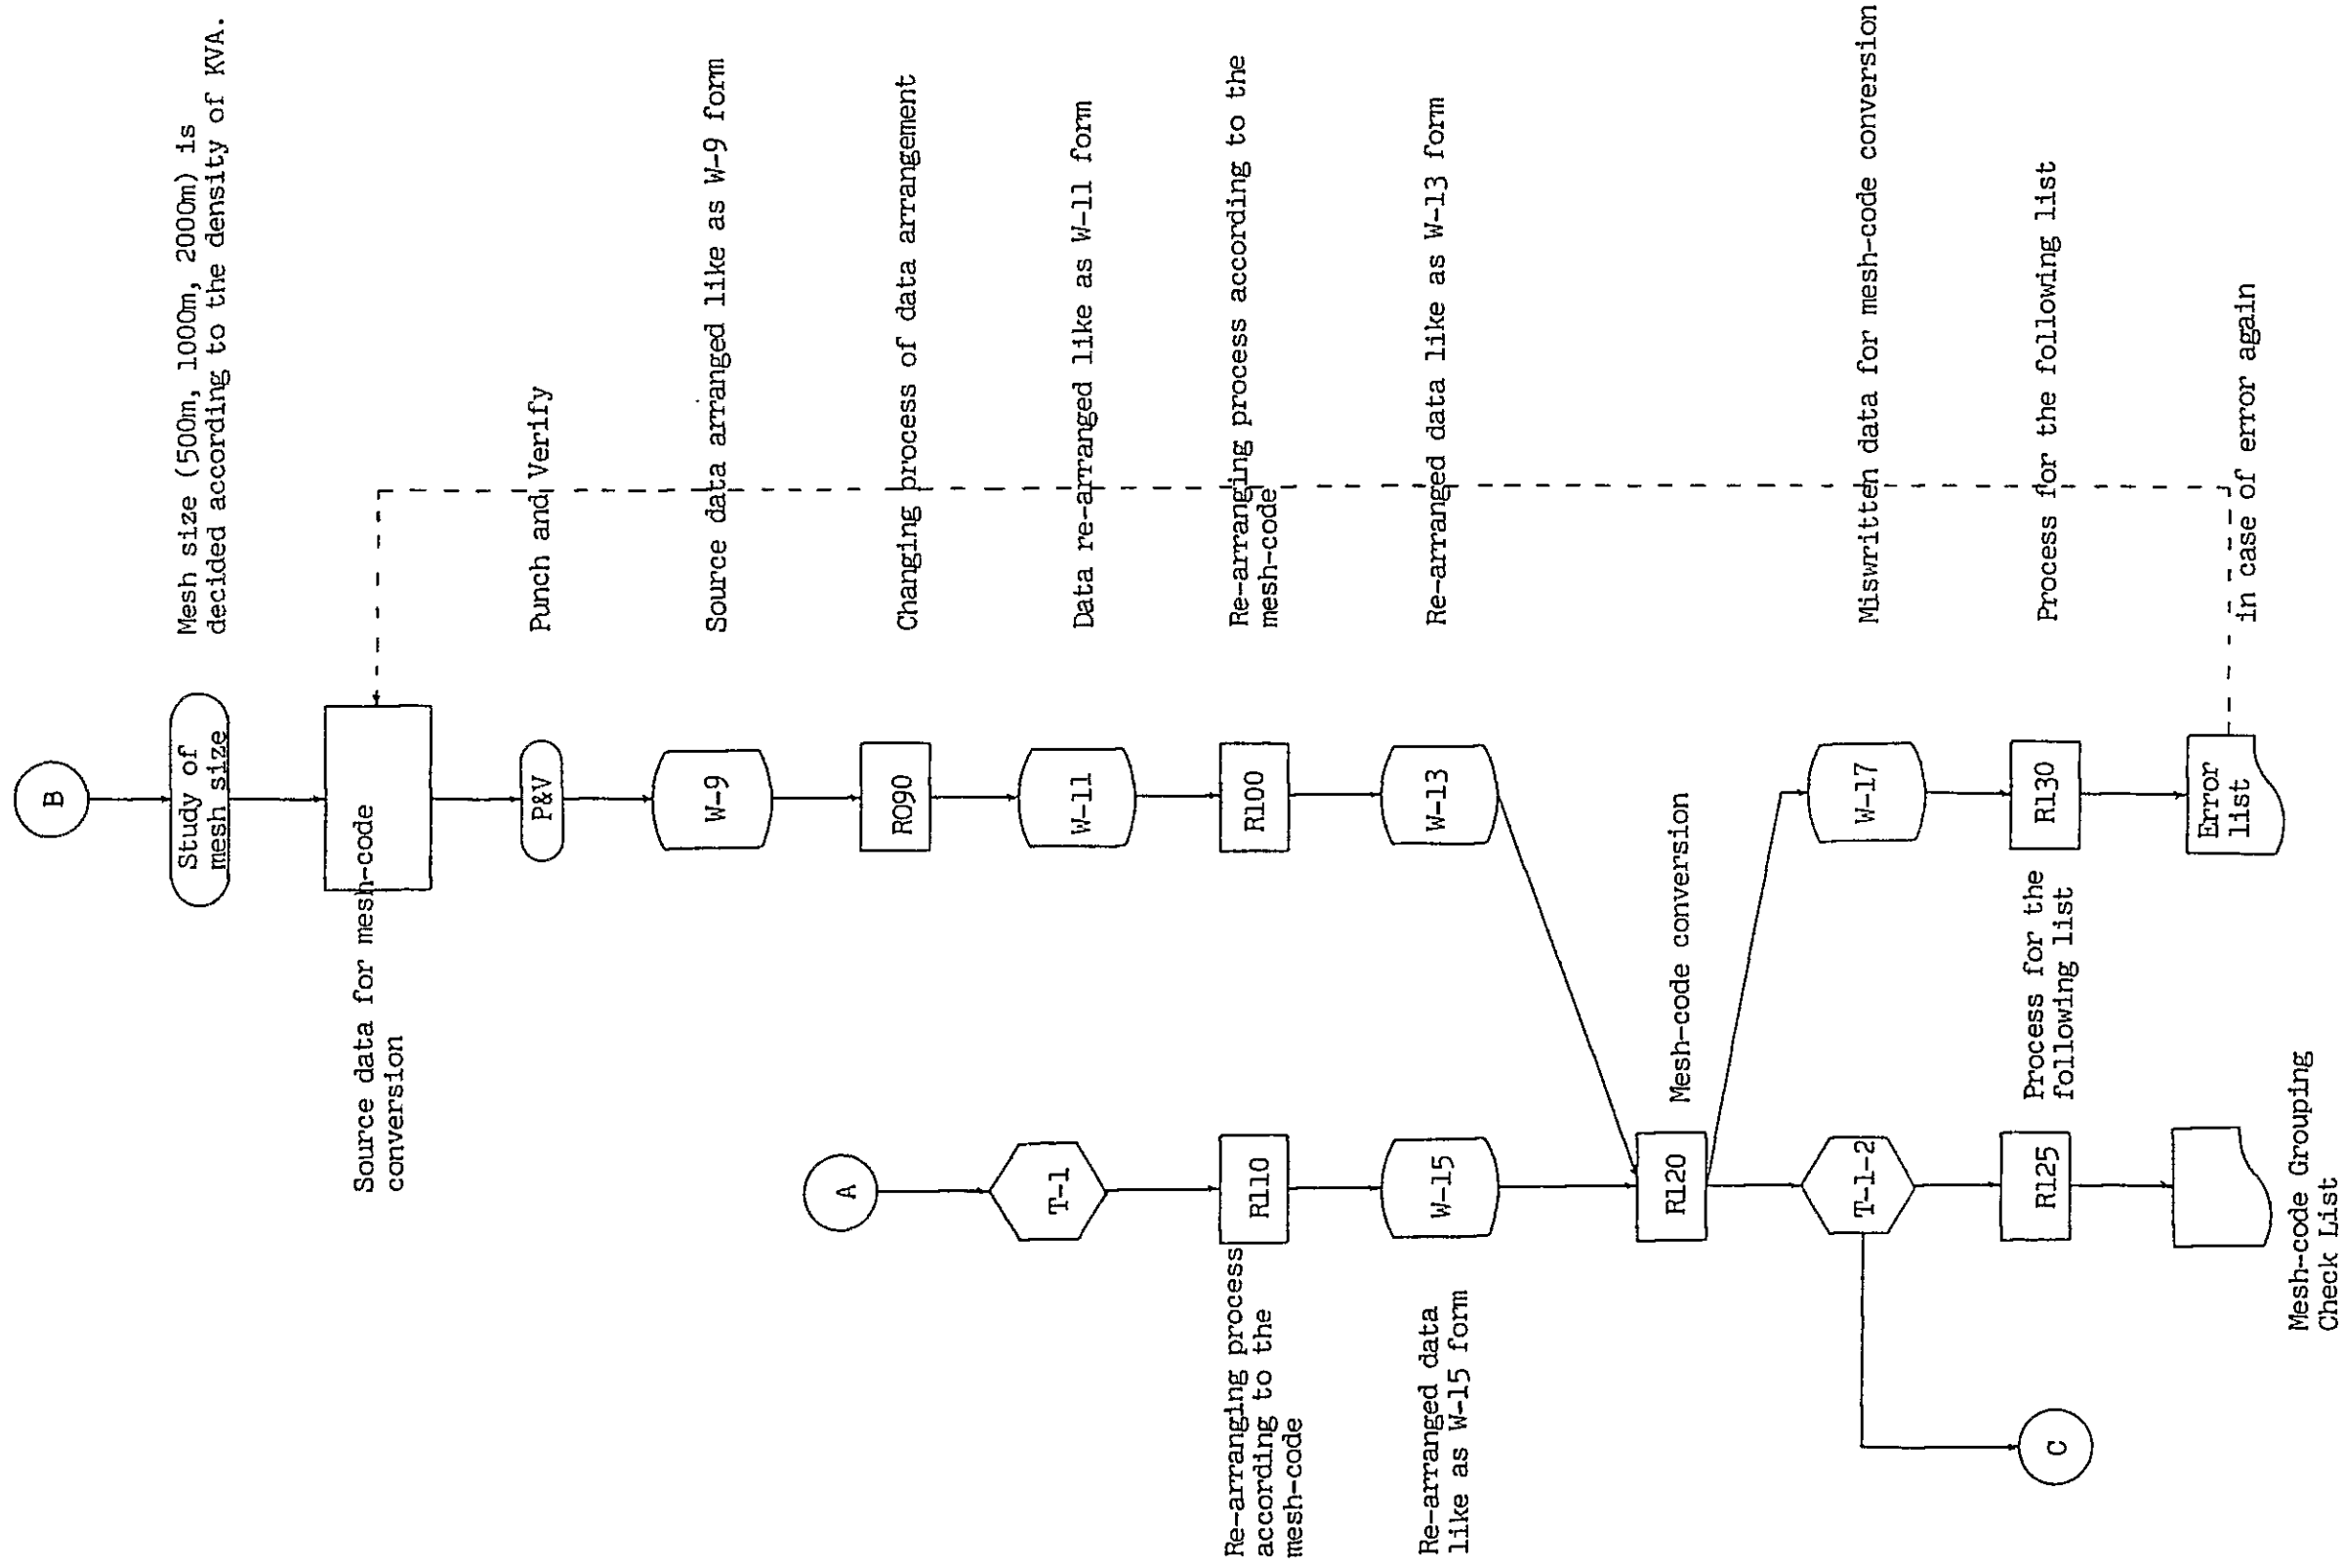 B
Study of
mesh size
Mesh size (500m, 1000m, 2000m) is
decided according to the density of KVA.
Source data for mesh-code
conversion
P&V
Punch and Verify
W-9
Source data arranged like as W-9 form
A
R090
Changing process of data arrangement
T-1
W-11
Data re-arranged like as W-11 form
Re-arranging process
according to the
mesh-code
R110
R100
Re-arranging process according to the
mesh-code
Re-arranged data
like as W-15 form
W-15
W-13
Re-arranged data like as W-13 form
R120
Mesh-code conversion
T-1-2
W-17
Miswritten data for mesh-code conversion
C
R125
Process for the
following list
R130
Process for the following list
Mesh-code Grouping
Check List
Error
list
in case of error again